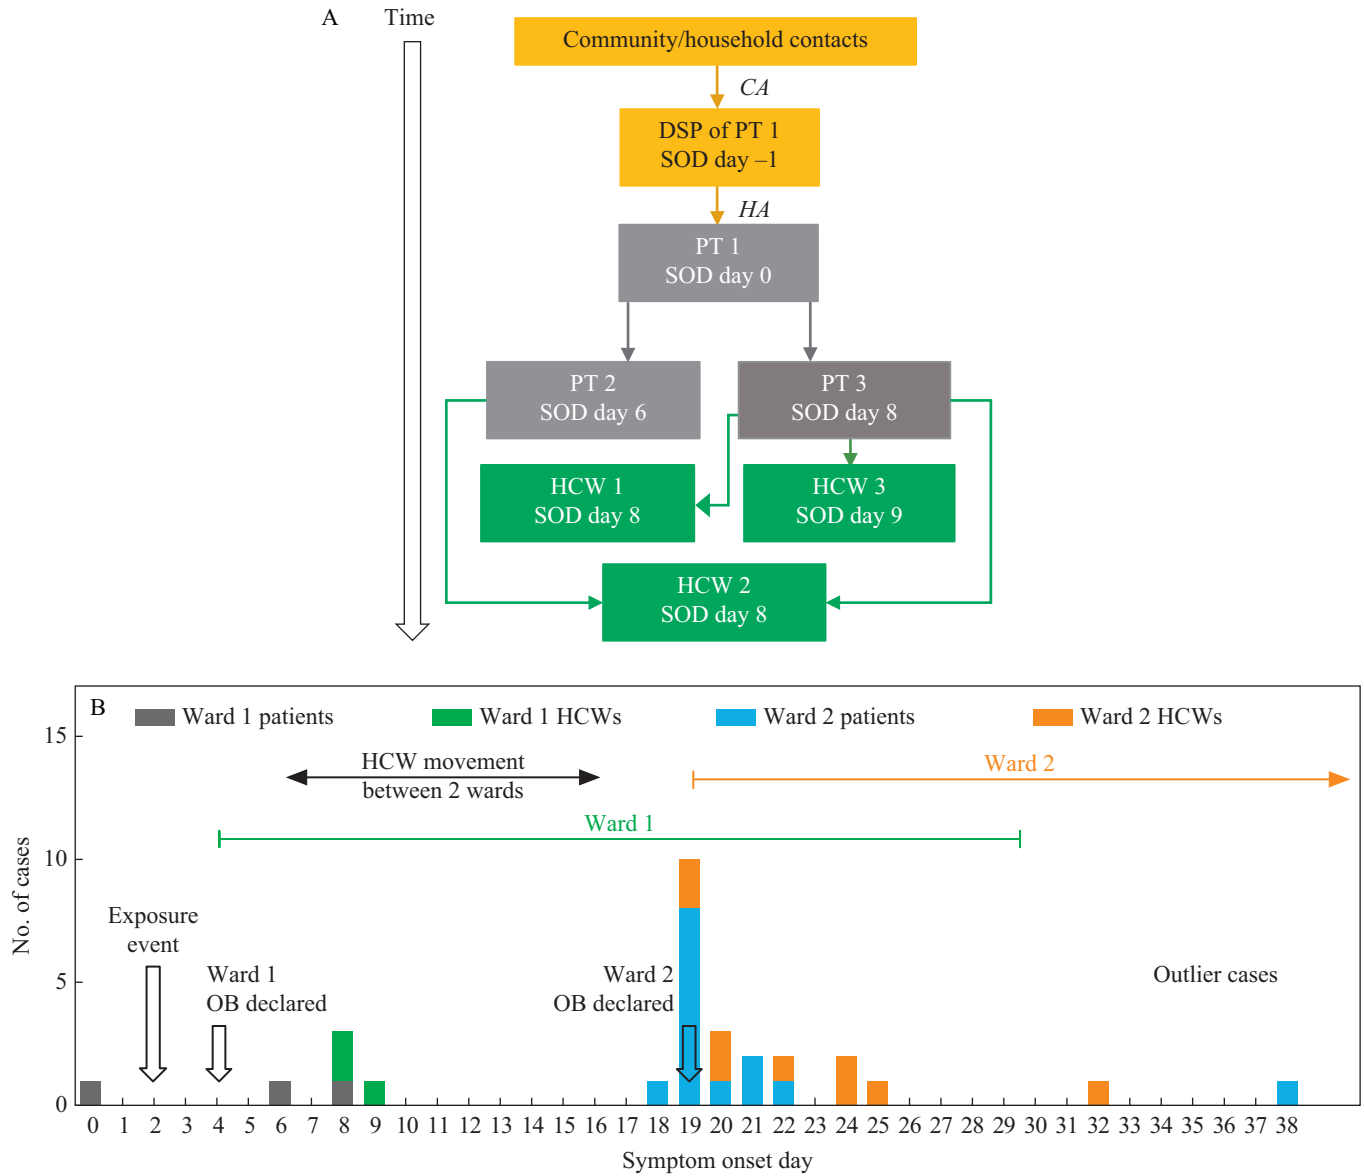 A
Time
Community/household contacts
CA
DSP of PT 1
SOD day –1
HA
PT 1
SOD day 0
PT 2
SOD day 6
PT 3
SOD day 8
HCW 1
SOD day 8
HCW 3
SOD day 9
HCW 2
SOD day 8
B
Ward 1 patients
Ward 1 HCWs
Ward 2 patients
Ward 2 HCWs
HCW movement
between 2 wards
Ward 2
Ward 1
Exposure
event
Ward 1
OB declared
Ward 2
OB declared
Outlier cases
No. of cases
15
10
5
0
0 1 2 3 4 5 6 7 8 9 10 11 12 13 14 15 16 17 18 19 20 21 22 23 24 25 26 27 28 29 30 31 32 33 34 35 36 37 38
Symptom onset day